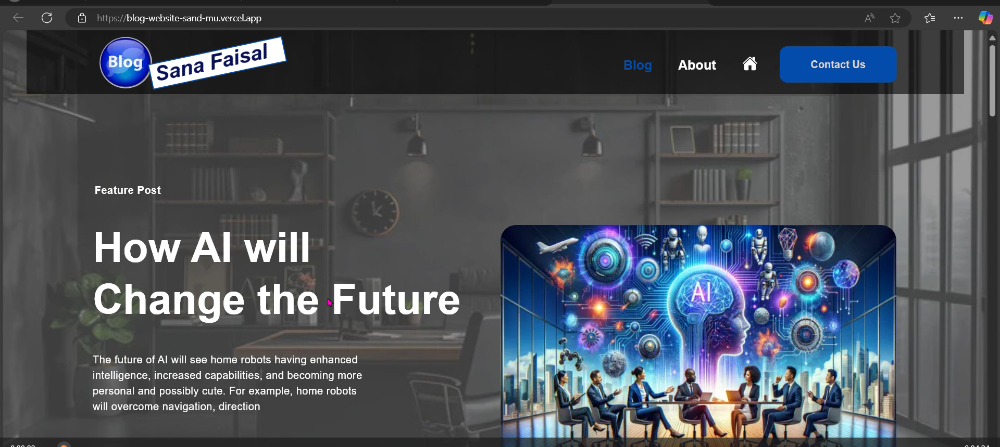 https://blog-website-sand-mu.vercel.app
Blog
Sana Faisal
Blog
About
Contact Us
Feature Post
How AI will
Change the Future
AI
The future of AI will see home robots having enhanced
intelligence, increased capabilities, and becoming more
personal and possibly cute. For example, home robots
will overcome navigation, direction